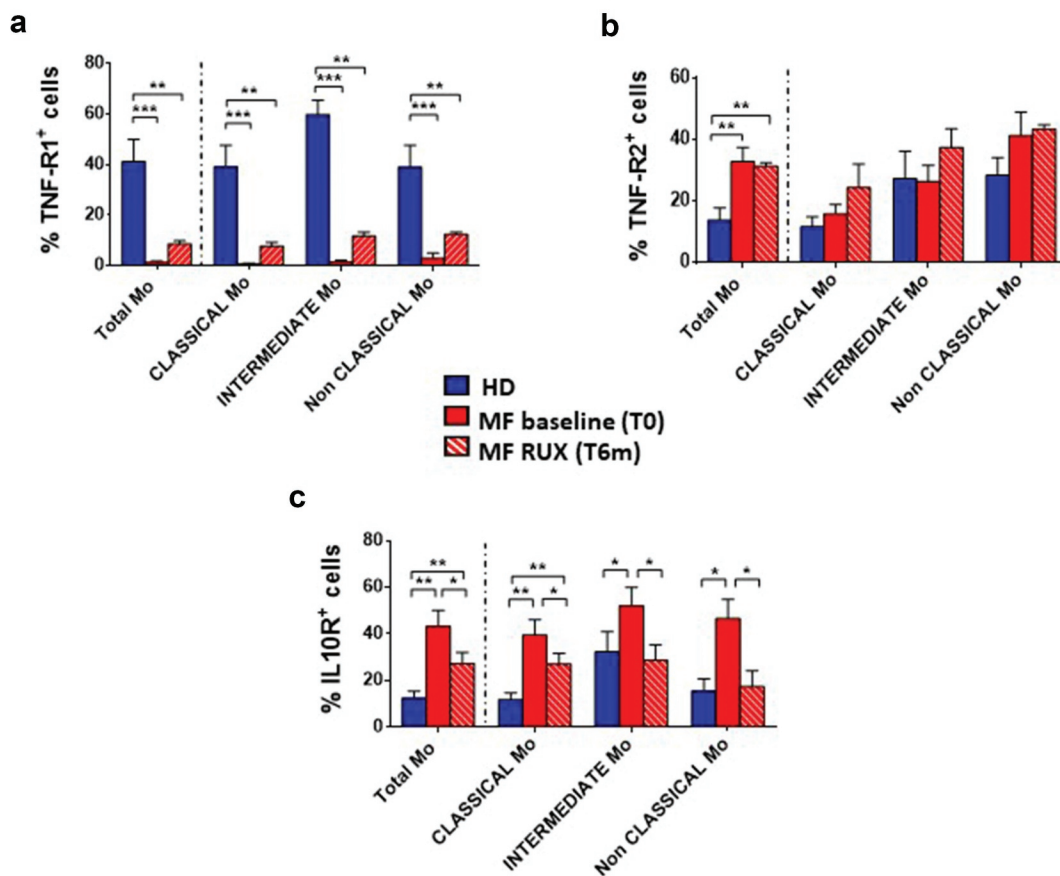 a
% TNF-R1+ cells
80
60
40
20
0
** *** ** *** ** *** ** ***
Total Mo
CLASSICAL Mo
INTERMEDIATE Mo
Non CLASSICAL Mo
b
% TNF-R2+ cells
60
40
20
0
** **
Total Mo
CLASSICAL Mo
INTERMEDIATE Mo
Non CLASSICAL Mo
HD
MF baseline (T0)
MF RUX (T6m)
c
% IL10R+ cells
80
60
40
20
0
** ** * ** ** * * * * *
Total Mo
CLASSICAL Mo
INTERMEDIATE Mo
Non CLASSICAL Mo